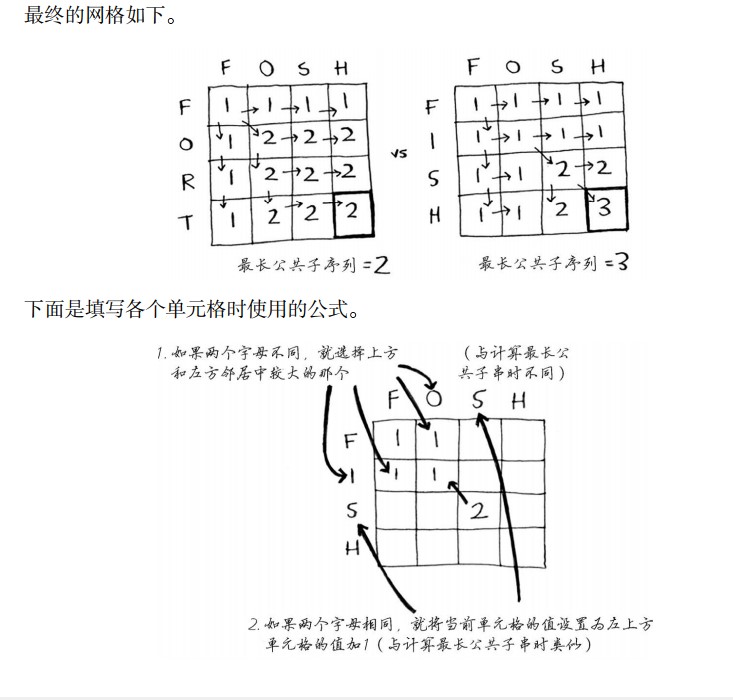 最终的网格如下。
F O S H
F 1 1 1 1
O 1 2 2 2
R 1 2 2 2
T 1 2 2 2
最长公共子序列=2
vs
F O S H
F 1 1 1 1
I 1 1 1 1
S 1 1 2 2
H 1 1 2 3
最长公共子序列=3
下面是填写各个单元格时使用的公式。
1.如果两个字母不同,就选择上方
和左方邻居中较大的那个
(与计算最长公
共子串时不同)
F O S H
F 1 1
I 1 1
S 2
H
2.如果两个字母相同,就将当前单元格的值设置为左上方
单元格的值加1(与计算最长公共子串时类似)